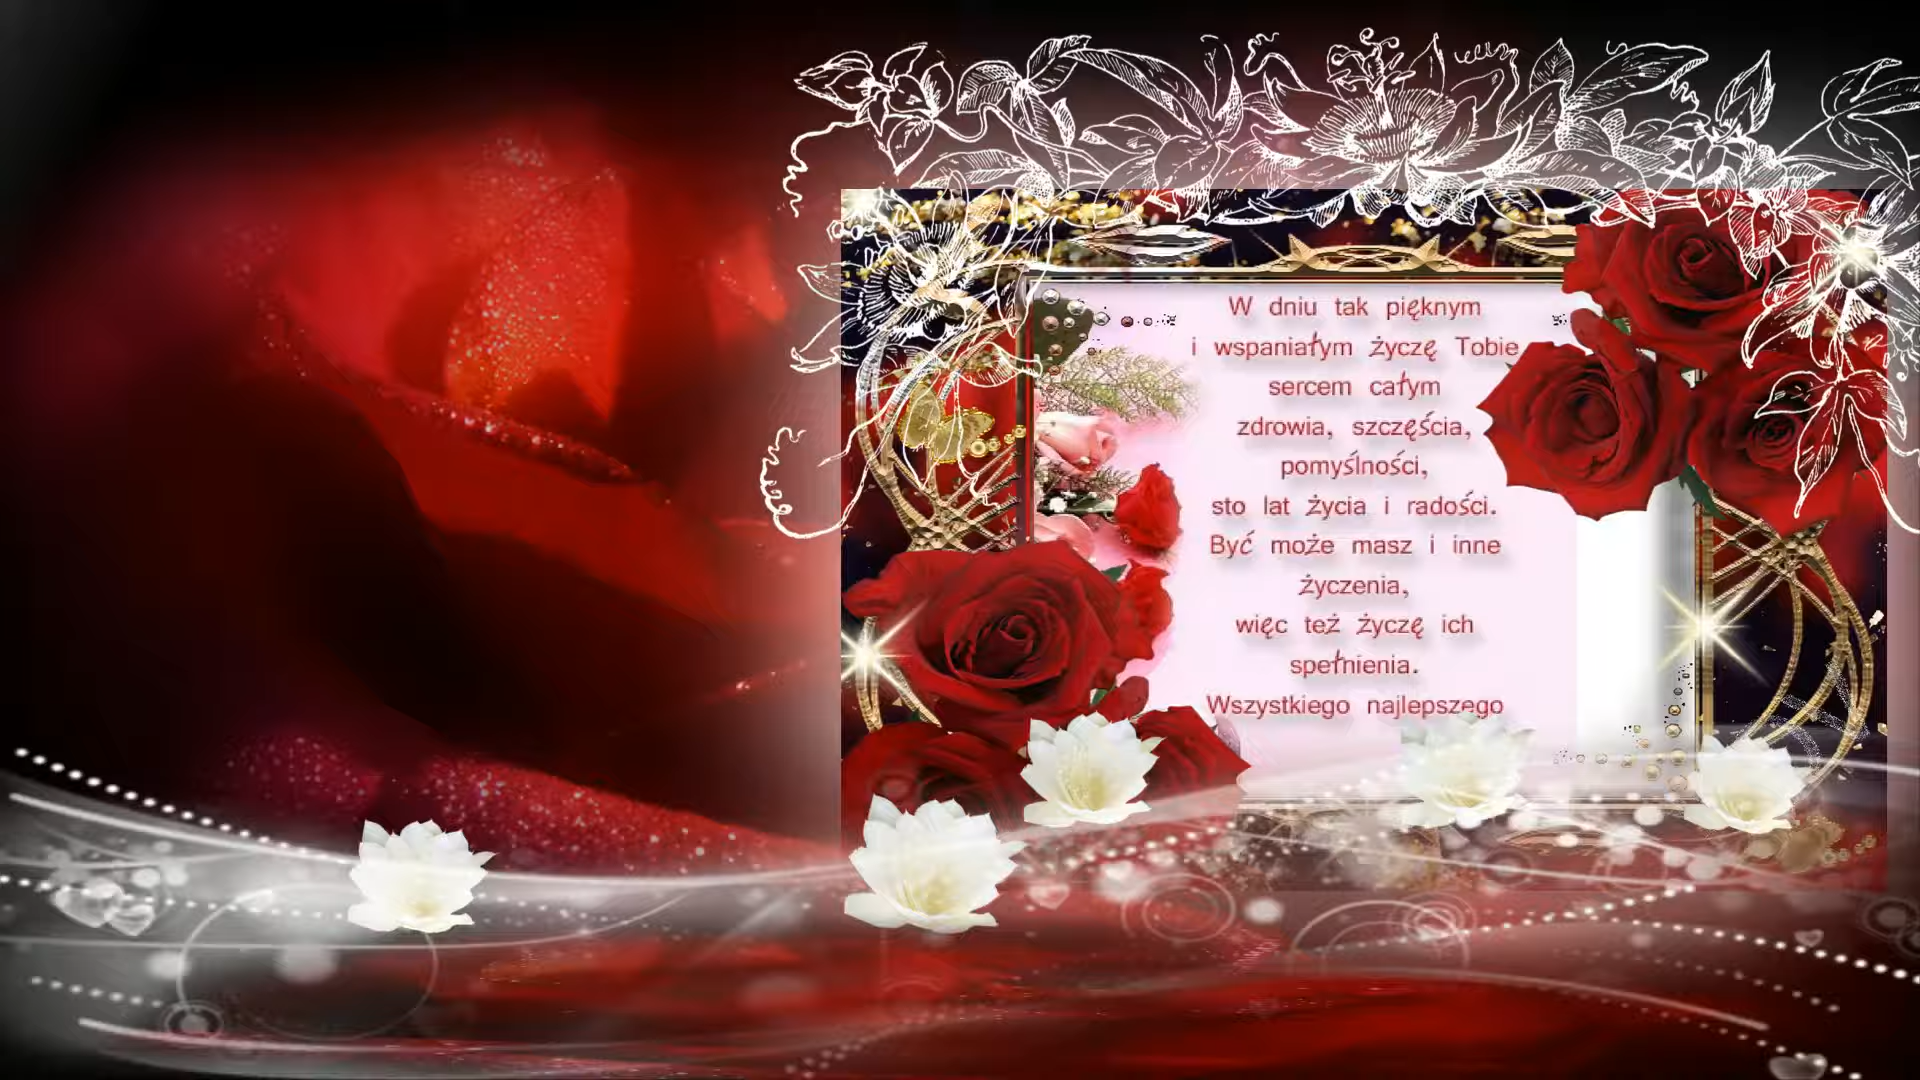 W dniu tak pięknym
i wspaniałym życzę Tobie
sercem całym
zdrowia, szczęścia,
pomyślności,
sto lat życia i radości.
Być może masz i inne
życzenia,
więc też życzę ich
spełnienia.
Wszystkiego najlepszego